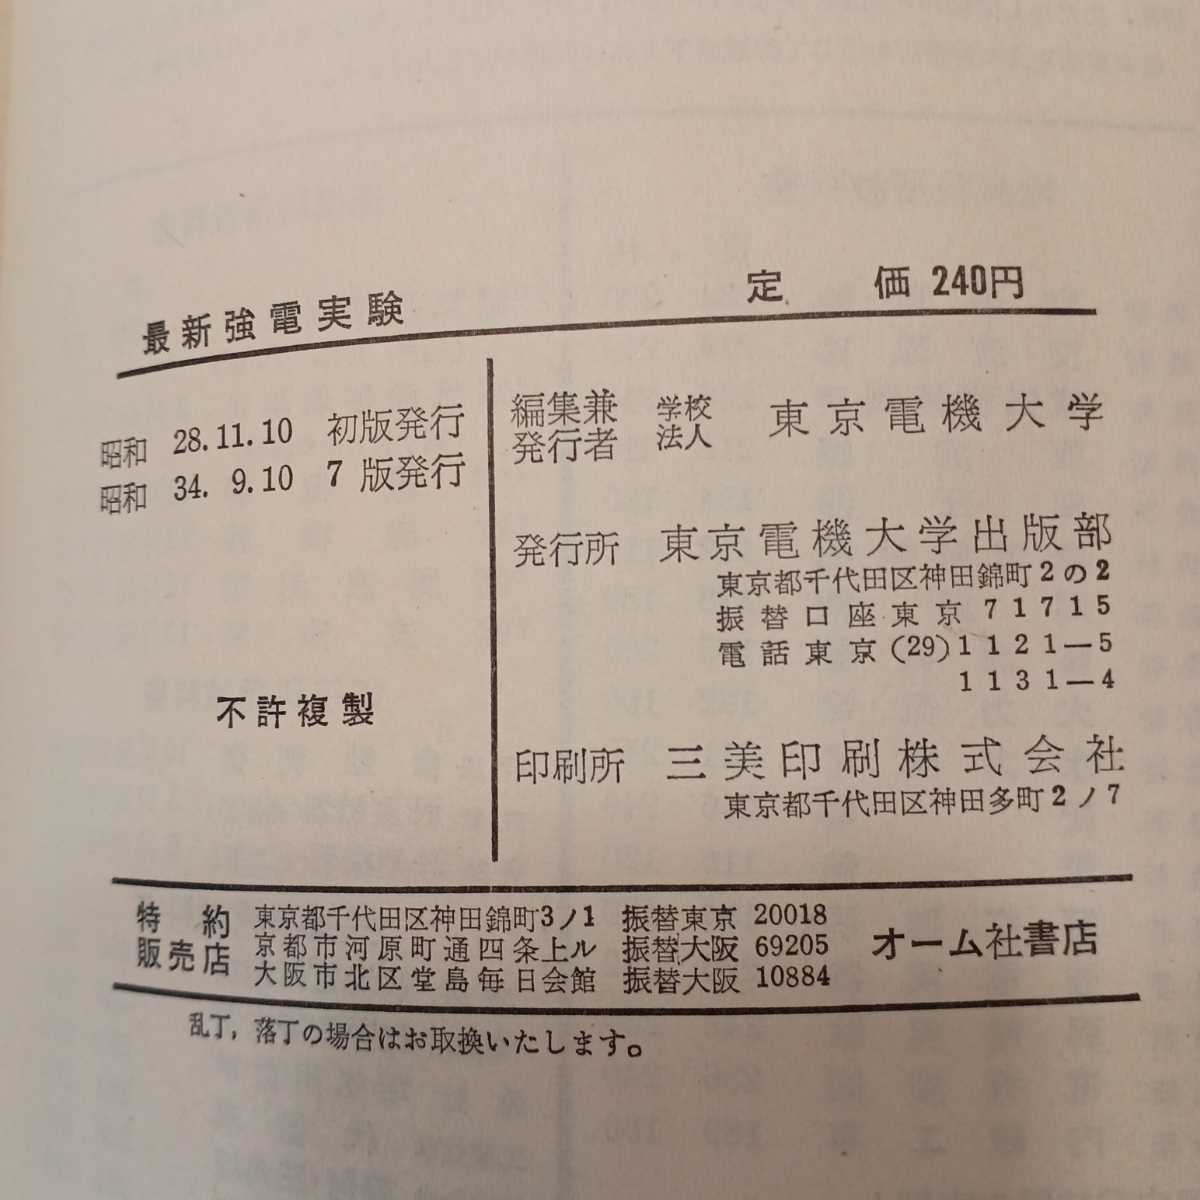 最新強電実験
定　価 240円
昭和 28.11.10 初版発行
昭和 34. 9.10 7 版発行
不許複製
編集兼発行者 学校法人 東京電機大学
発行所 東京電機大学出版部
東京都千代田区神田錦町2の2
振替口座東京 71715
電話東京(29)1121―5
1131―4
印刷所 三美印刷株式会社
東京都千代田区神田多町2ノ7
特約販売店
東京都千代田区神田錦町3ノ1 振替東京 20018
京都市河原町通四条上ル 振替大阪 69205
大阪市北区堂島毎日会館 振替大阪 10884
オーム社書店
乱丁，落丁の場合はお取換いたします。